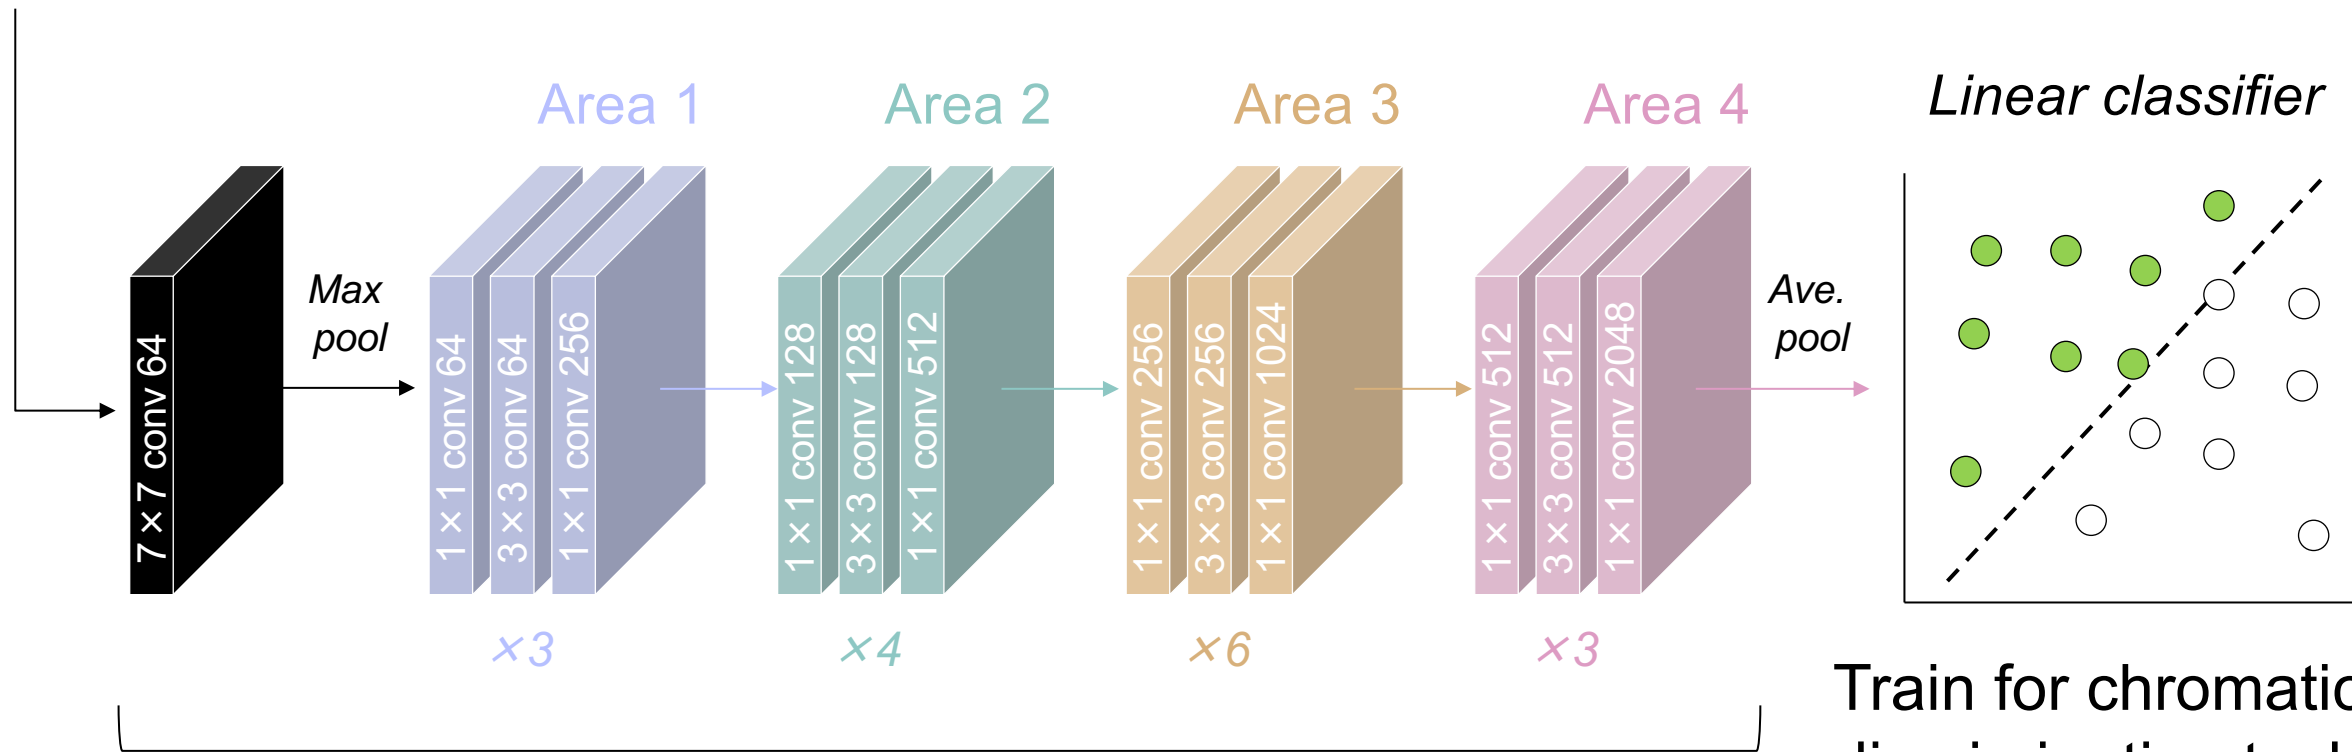 Area 1
Area 2
Area 3
Area 4
Linear classifier
7×7 conv 64
Max
pool
1×1 conv 64
3×3 conv 64
1×1 conv 256
1×1 conv 128
3×3 conv 128
1×1 conv 512
1×1 conv 256
3×3 conv 256
1×1 conv 1024
1×1 conv 512
3×3 conv 512
1×1 conv 2048
Ave.
pool
×3
×4
×6
×3
Train for chromatic